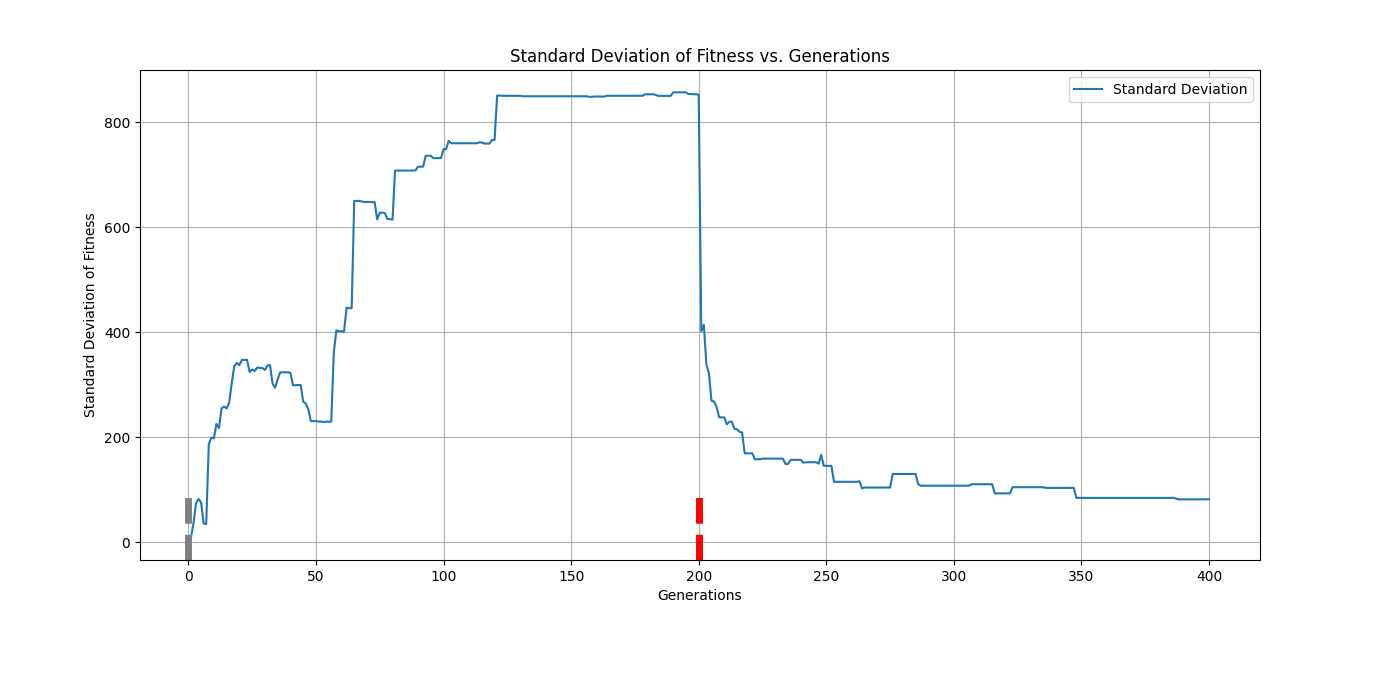 Standard Deviation of Fitness vs. Generations
Standard Deviation
800
600
400
200
0
Standard Deviation of Fitness
0 50 100 150 200 250 300 350 400
Generations